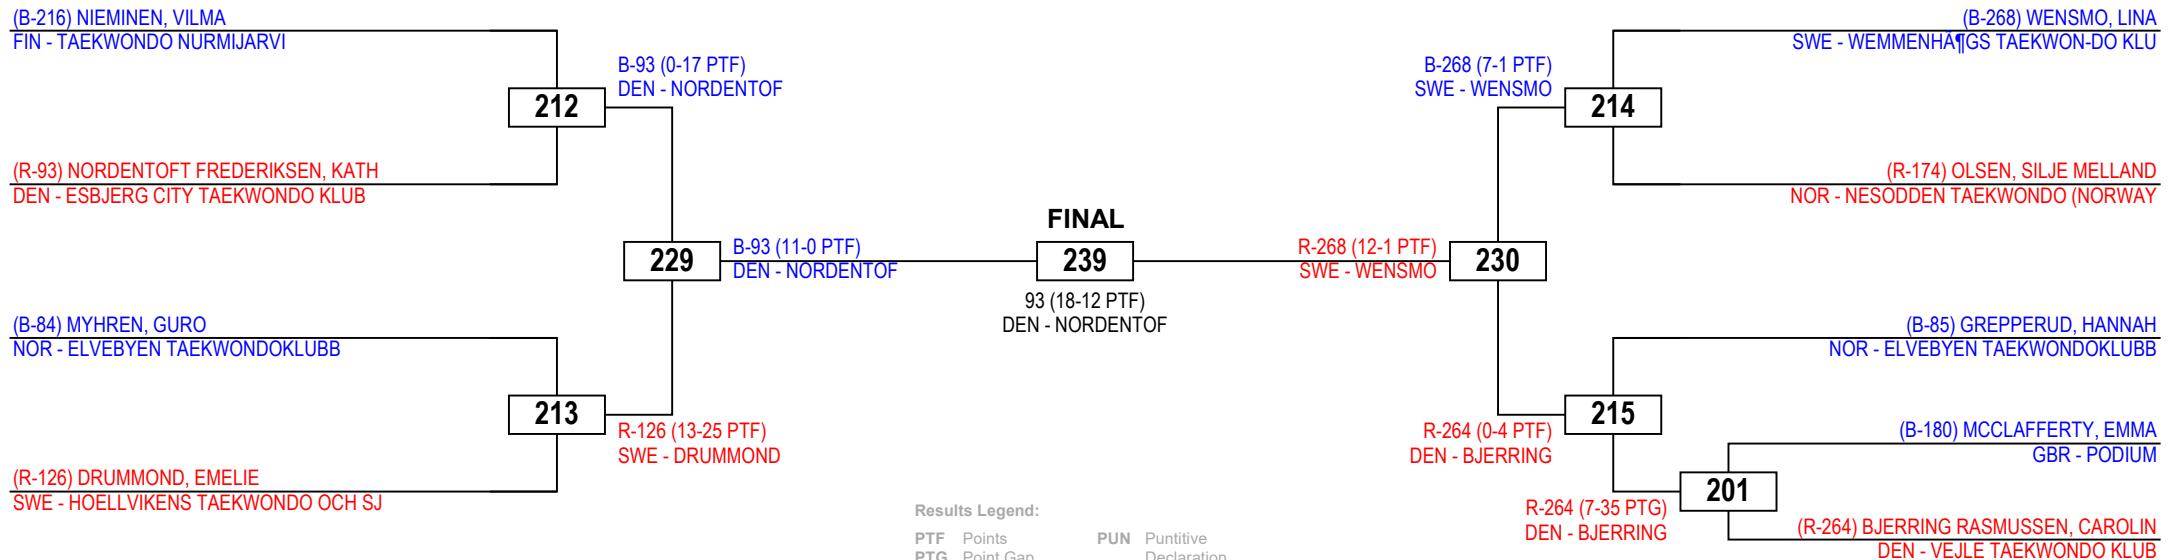 (B-216) NIEMINEN, VILMA
FIN - TAEKWONDO NURMIJARVI
212
B-93 (0-17 PTF)
DEN - NORDENTOF
(R-93) NORDENTOFT FREDERIKSEN, KATH
DEN - ESBJERG CITY TAEKWONDO KLUB
229
B-93 (11-0 PTF)
DEN - NORDENTOF
(B-84) MYHREN, GURO
NOR - ELVEBYEN TAEKWONDOKLUBB
213
R-126 (13-25 PTF)
SWE - DRUMMOND
(R-126) DRUMMOND, EMELIE
SWE - HOELLVIKENS TAEKWONDO OCH SJ
FINAL
239
93 (18-12 PTF)
DEN - NORDENTOF
(B-268) WENSMO, LINA
SWE - WEMMENHÃ¶GS TAEKWON-DO KLU
B-268 (7-1 PTF)
SWE - WENSMO
214
(R-174) OLSEN, SILJE MELLAND
NOR - NESODDEN TAEKWONDO (NORWAY
R-268 (12-1 PTF)
SWE - WENSMO
230
(B-85) GREPPERUD, HANNAH
NOR - ELVEBYEN TAEKWONDOKLUBB
215
R-264 (0-4 PTF)
DEN - BJERRING
(B-180) MCCLAFFERTY, EMMA
GBR - PODIUM
201
R-264 (7-35 PTG)
DEN - BJERRING
(R-264) BJERRING RASMUSSEN, CAROLIN
DEN - VEJLE TAEKWONDO KLUB
Results Legend:
PTF Points PUN Puntitive
PTG Point Gap Declaration